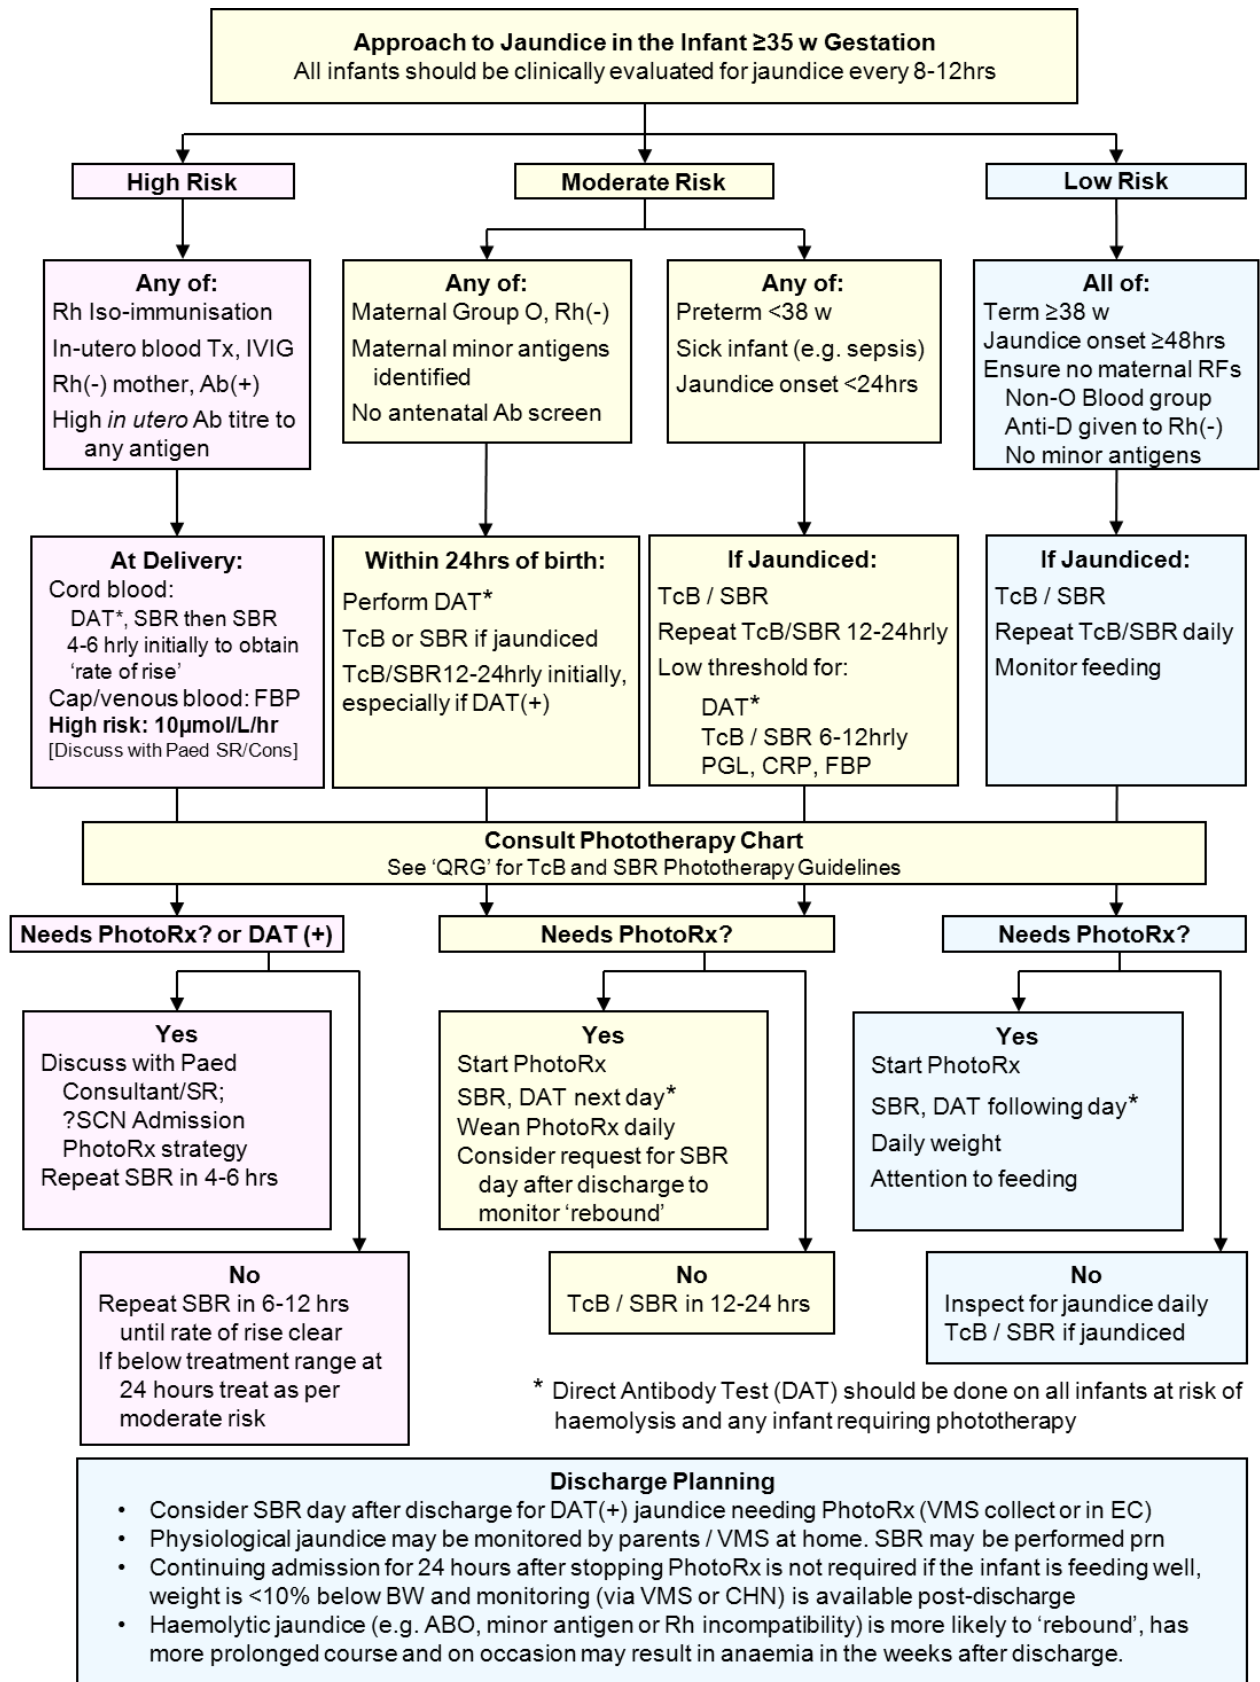 Approach to Jaundice in the Infant ≥35 w Gestation
All infants should be clinically evaluated for jaundice every 8-12hrs
High Risk
Moderate Risk
Low Risk
Any of:
Rh Iso-immunisation
In-utero blood Tx, IVIG
Rh(-) mother, Ab(+)
High in utero Ab titre to
any antigen
Any of:
Maternal Group O, Rh(-)
Maternal minor antigens
identified
No antenatal Ab screen
Any of:
Preterm <38 w
Sick infant (e.g. sepsis)
Jaundice onset <24hrs
All of:
Term ≥38 w
Jaundice onset ≥48hrs
Ensure no maternal RFs
Non-O Blood group
Anti-D given to Rh(-)
No minor antigens
At Delivery:
Cord blood:
DAT*, SBR then SBR
4-6 hrly initially to obtain
'rate of rise'
Cap/venous blood: FBP
High risk: 10µmol/L/hr
[Discuss with Paed SR/Cons]
Within 24hrs of birth:
Perform DAT*
TcB or SBR if jaundiced
TcB/SBR12-24hrly initially,
especially if DAT(+)
If Jaundiced:
TcB / SBR
Repeat TcB/SBR 12-24hrly
Low threshold for:
DAT*
TcB / SBR 6-12hrly
PGL, CRP, FBP
If Jaundiced:
TcB / SBR
Repeat TcB/SBR daily
Monitor feeding
Consult Phototherapy Chart
See 'QRG' for TcB and SBR Phototherapy Guidelines
Needs PhotoRx? or DAT (+)
Needs PhotoRx?
Needs PhotoRx?
Yes
Discuss with Paed
Consultant/SR;
?SCN Admission
PhotoRx strategy
Repeat SBR in 4-6 hrs
Yes
Start PhotoRx
SBR, DAT next day*
Wean PhotoRx daily
Consider request for SBR
day after discharge to
monitor 'rebound'
Yes
Start PhotoRx
SBR, DAT following day*
Daily weight
Attention to feeding
No
Repeat SBR in 6-12 hrs
until rate of rise clear
If below treatment range at
24 hours treat as per
moderate risk
No
TcB / SBR in 12-24 hrs
No
Inspect for jaundice daily
TcB / SBR if jaundiced
* Direct Antibody Test (DAT) should be done on all infants at risk of
haemolysis and any infant requiring phototherapy
Discharge Planning
• Consider SBR day after discharge for DAT(+) jaundice needing PhotoRx (VMS collect or in EC)
• Physiological jaundice may be monitored by parents / VMS at home. SBR may be performed prn
• Continuing admission for 24 hours after stopping PhotoRx is not required if the infant is feeding well,
weight is <10% below BW and monitoring (via VMS or CHN) is available post-discharge
• Haemolytic jaundice (e.g. ABO, minor antigen or Rh incompatibility) is more likely to 'rebound', has
more prolonged course and on occasion may result in anaemia in the weeks after discharge.